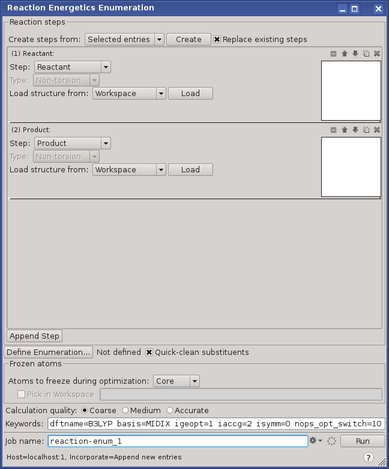 Reaction Energetics Enumeration
Reaction steps
Create steps from: Selected entries Create Replace existing steps
(1) Reactant:
Step: Reactant
Type: Non-torsion
Load structure from: Workspace Load
(2) Product:
Step: Product
Type: Non-torsion
Load structure from: Workspace Load
Append Step
Define Enumeration... Not defined Quick-clean substituents
Frozen atoms
Atoms to freeze during optimization: Core
Pick in Workspace
Calculation quality: Coarse Medium Accurate
Keywords: dftname=B3LYP basis=MIDIX igeopt=1 iaccg=2 isymm=0 nops_opt_switch=10
Job name: reaction-enum_1 Run
Host=localhost:1, Incorporate=Append new entries
?